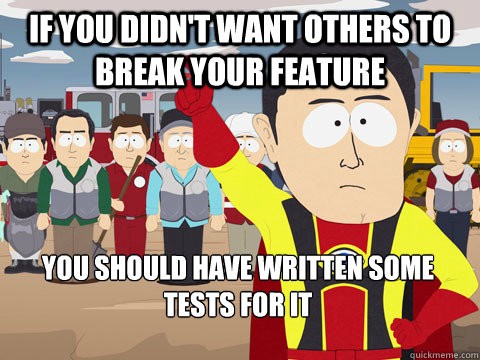 IF YOU DIDN'T WANT OTHERS TO
BREAK YOUR FEATURE
YOU SHOULD HAVE WRITTEN SOME
TESTS FOR IT
quickmeme.com